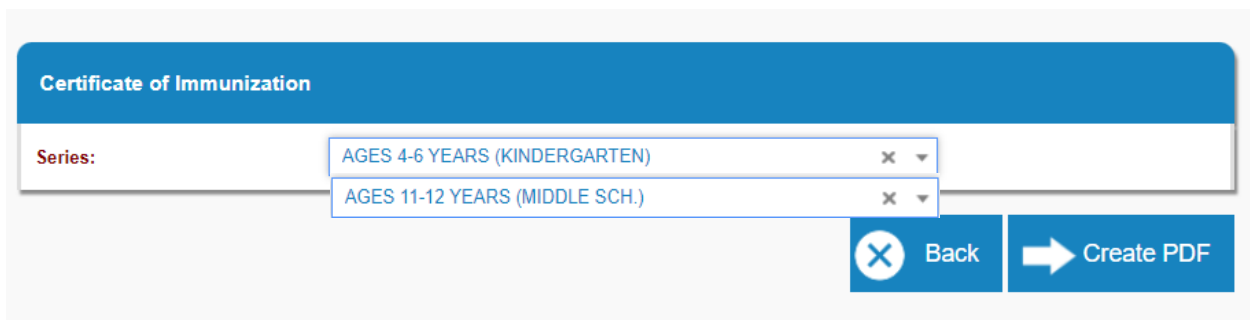 Certificate of Immunization
Series: AGES 4-6 YEARS (KINDERGARTEN)
AGES 11-12 YEARS (MIDDLE SCH.)
Back Create PDF